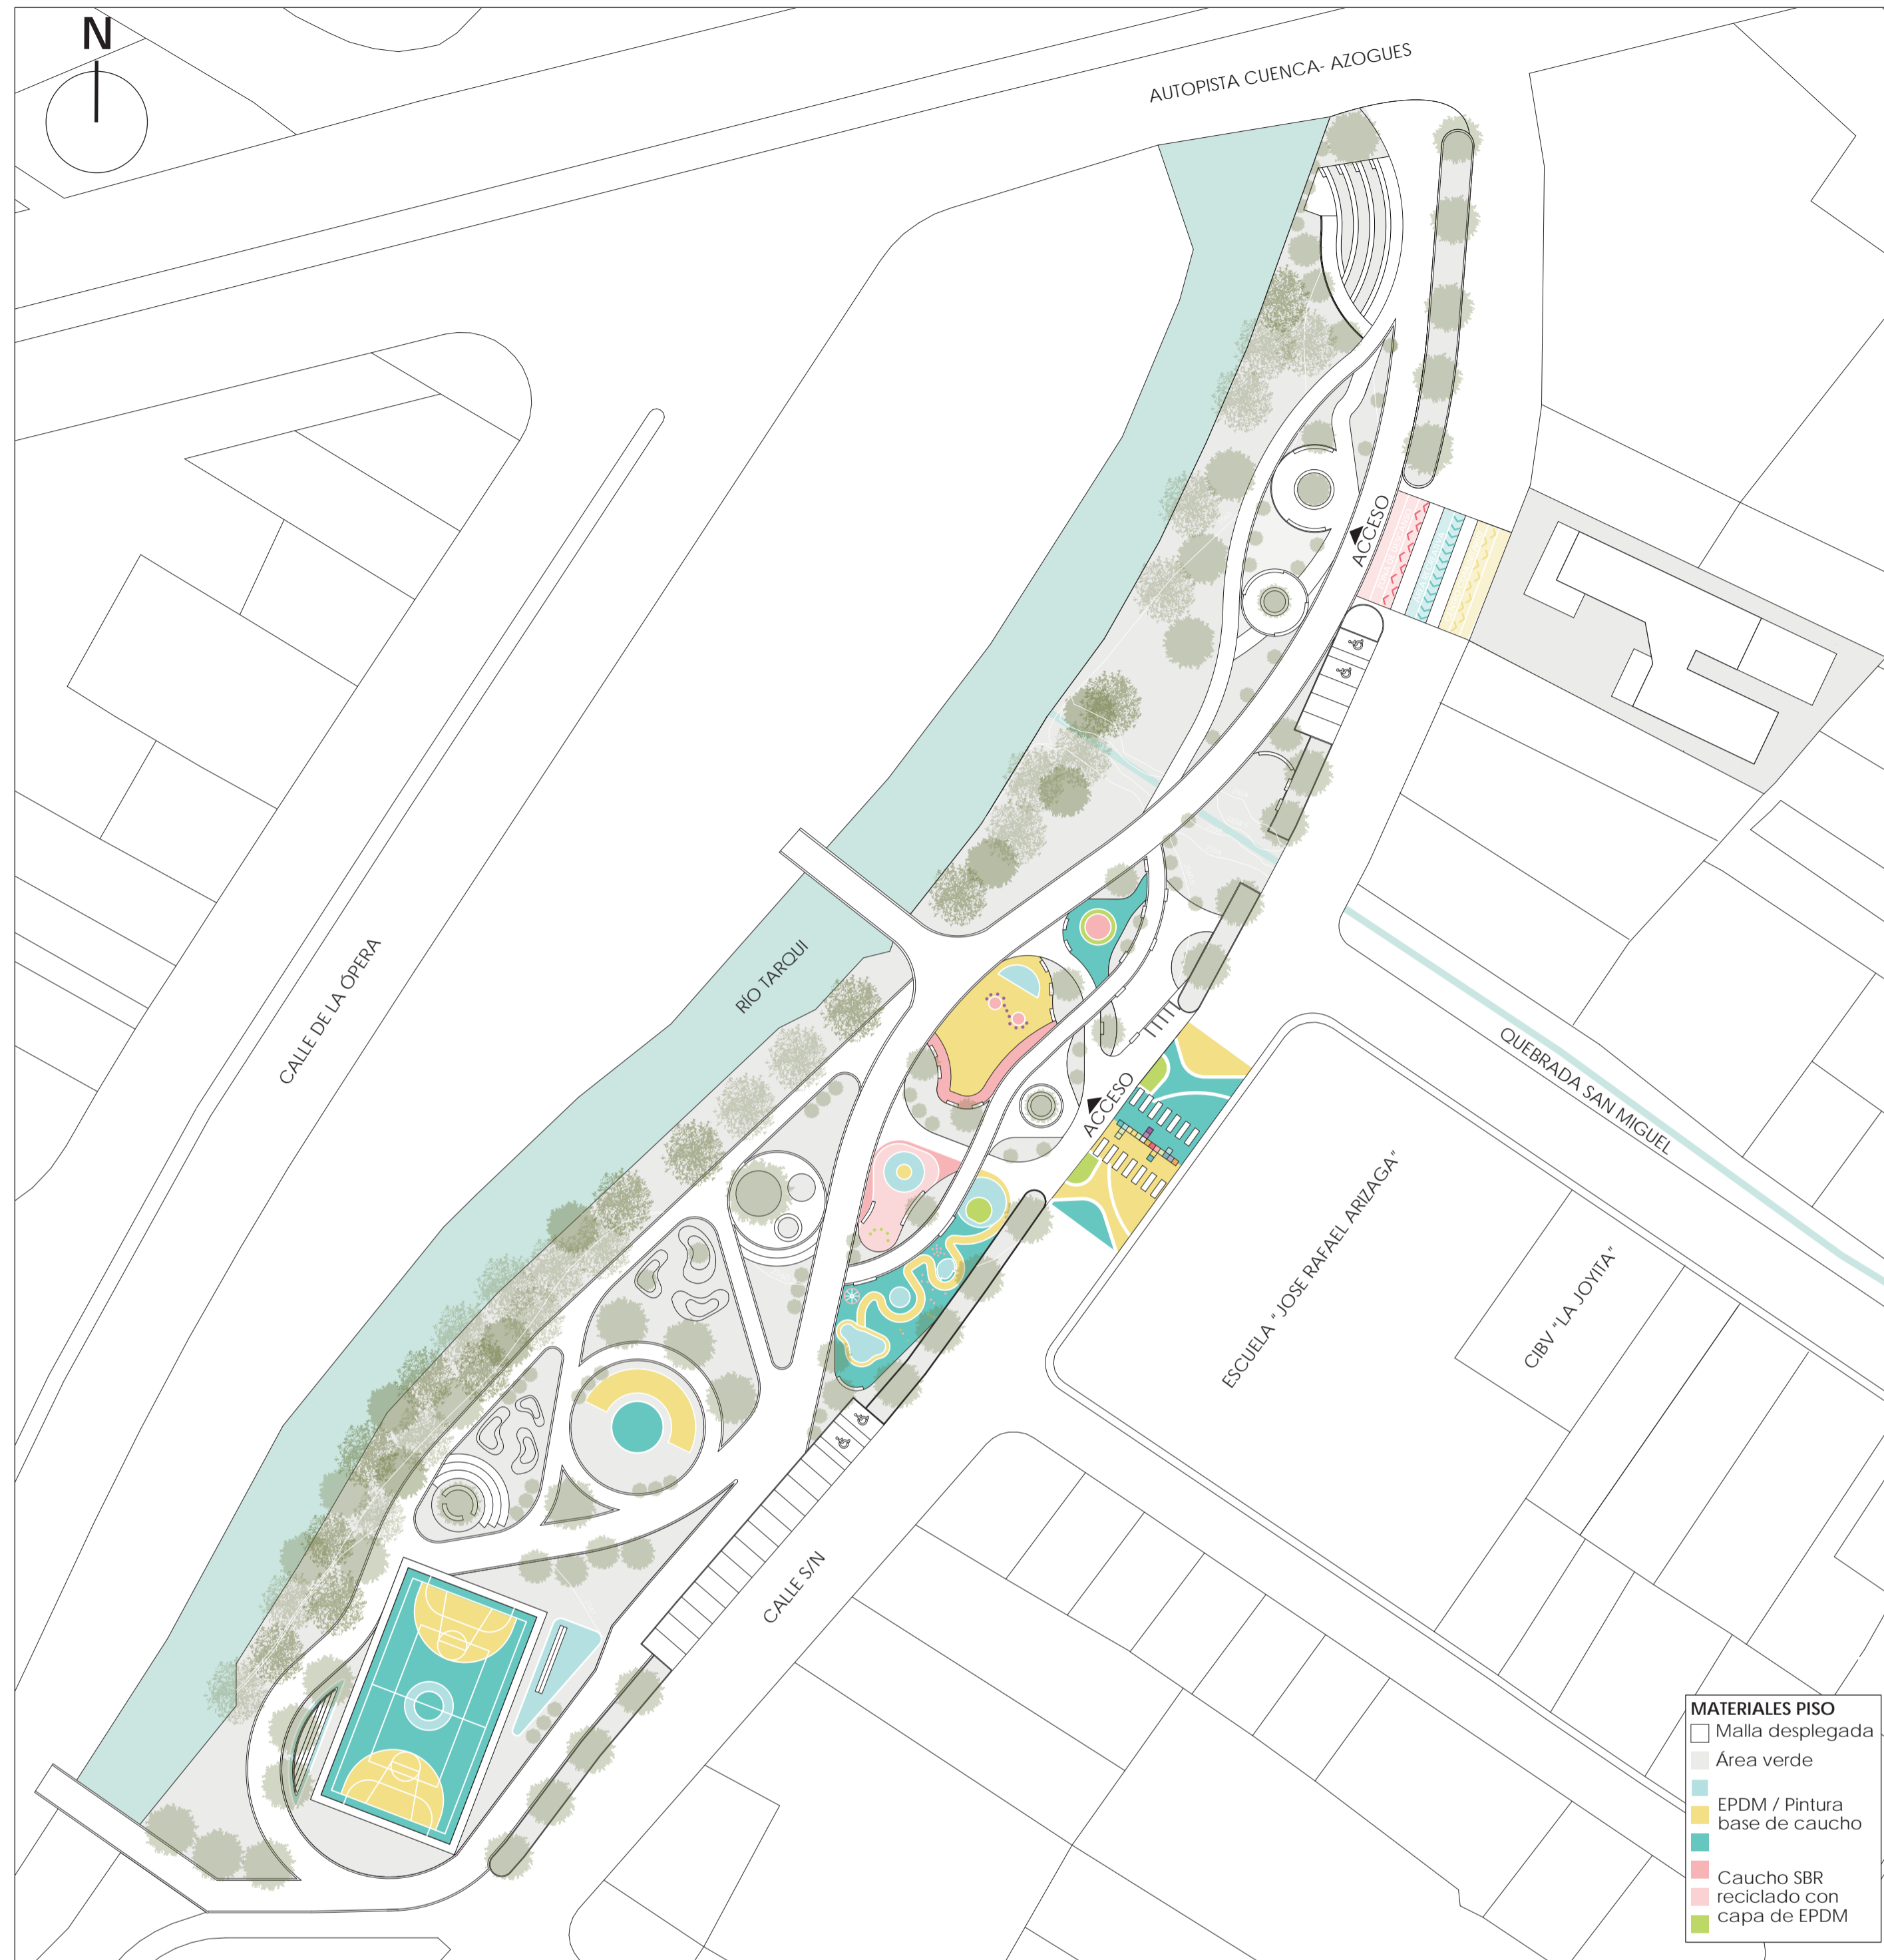 N
AUTOPISTA CUENCA- AZOGUES
ACCESO
RÍO TARQUI
CALLE DE LA ÓPERA
ACCESO
QUEBRADA SAN MIGUEL
ESCUELA “ JOSE RAFAEL ARIZAGA”
CIBV “LA JOYITA”
CALLE S/N
MATERIALES PISO
Malla desplegada
Área verde
EPDM / Pintura
base de caucho
Caucho SBR
reciclado con
capa de EPDM